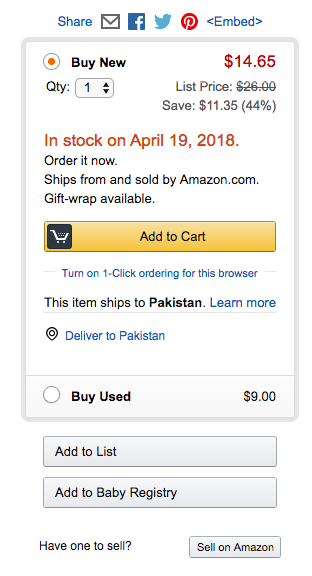 Share <Embed>
Buy New $14.65
Qty: 1 List Price: $26.00
Save: $11.35 (44%)
In stock on April 19, 2018.
Order it now.
Ships from and sold by Amazon.com.
Gift-wrap available.
Add to Cart
Turn on 1-Click ordering for this browser
This item ships to Pakistan. Learn more
Deliver to Pakistan
Buy Used $9.00
Add to List
Add to Baby Registry
Have one to sell? Sell on Amazon